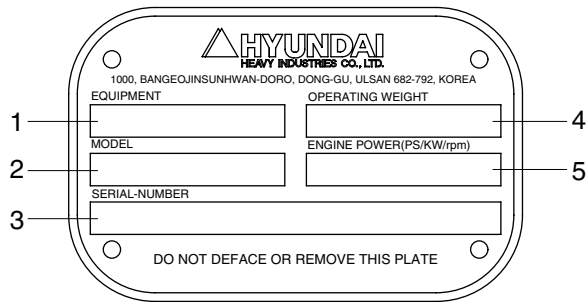 HYUNDAI
HEAVY INDUSTRIES CO., LTD.
1000, BANGEOJINSUNHWAN-DORO, DONG-GU, ULSAN 682-792, KOREA
EQUIPMENT OPERATING WEIGHT
1 4
MODEL ENGINE POWER(PS/KW/rpm)
2 5
SERIAL-NUMBER
3
DO NOT DEFACE OR REMOVE THIS PLATE